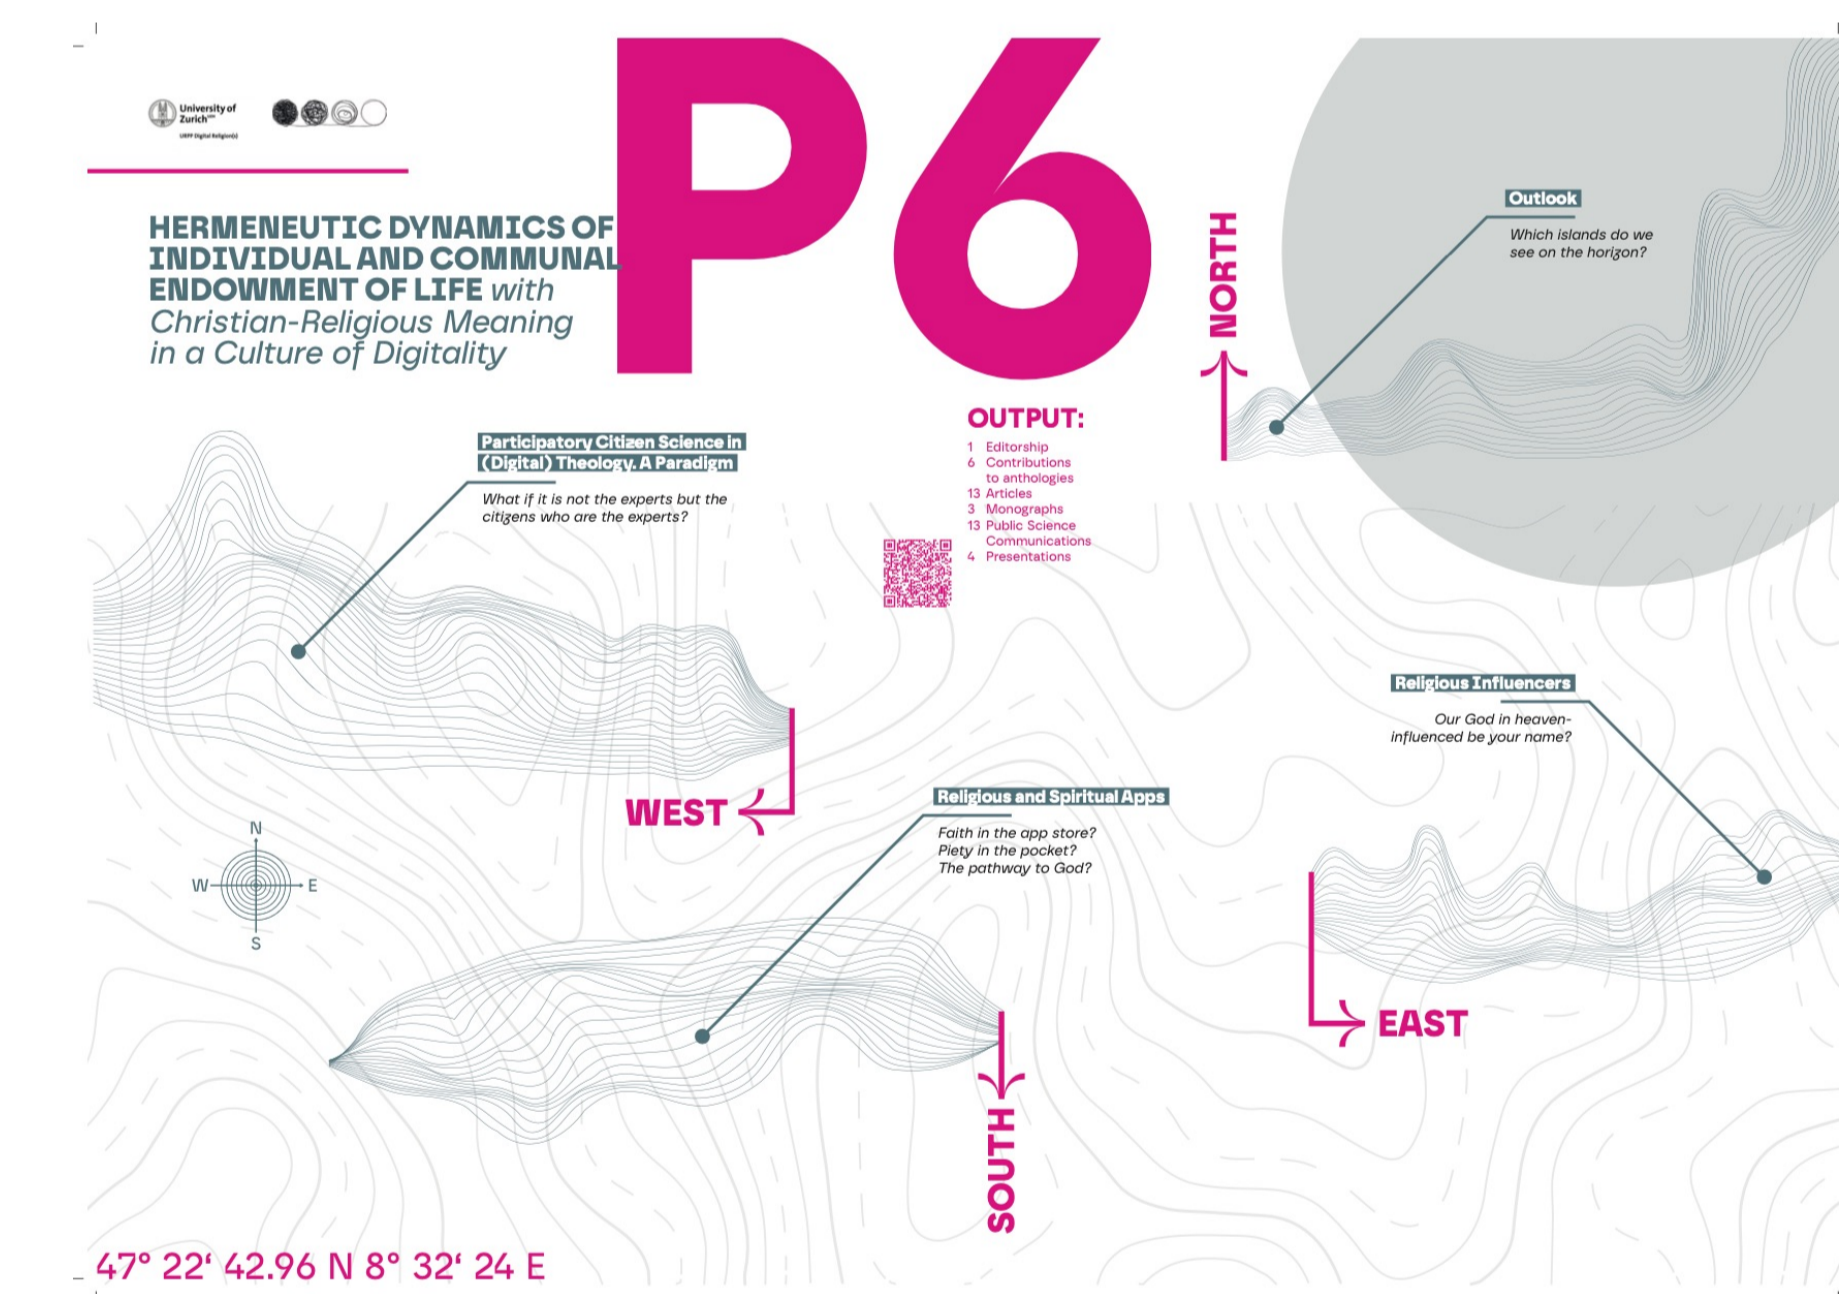 University of
Zurich
URPP Digital Religion(s)
P6
HERMENEUTIC DYNAMICS OF
INDIVIDUAL AND COMMUNAL
ENDOWMENT OF LIFE with
Christian-Religious Meaning
in a Culture of Digitality
NORTH
Outlook
Which islands do we
see on the horizon?
OUTPUT:
1 Editorship
6 Contributions
to anthologies
13 Articles
3 Monographs
13 Public Science
Communications
4 Presentations
Participatory Citizen Science in
(Digital) Theology. A Paradigm
What if it is not the experts but the
citizens who are the experts?
WEST
Religious Influencers
Our God in heaven-
influenced be your name?
EAST
Religious and Spiritual Apps
Faith in the app store?
Piety in the pocket?
The pathway to God?
SOUTH
N
W E
S
47° 22‘ 42.96 N 8° 32‘ 24 E